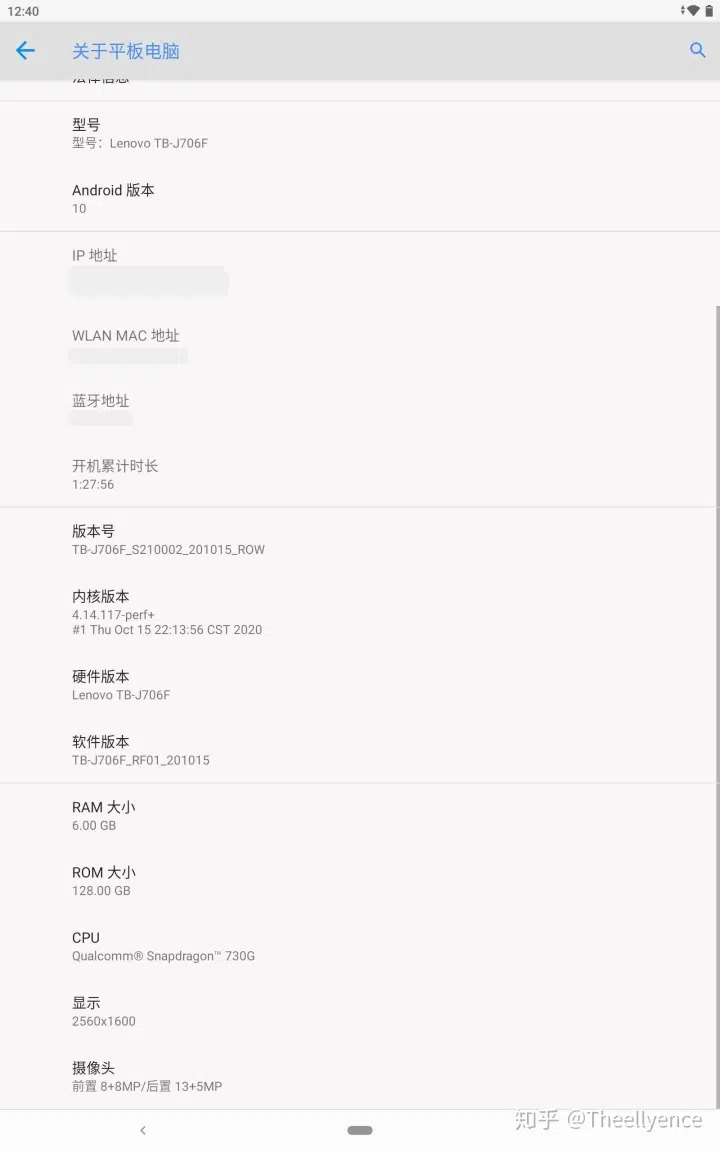 12:40
关于平板电脑
法律信息
型号
型号：Lenovo TB-J706F
Android 版本
10
IP 地址
WLAN MAC 地址
蓝牙地址
开机累计时长
1:27:56
版本号
TB-J706F_S210002_201015_ROW
内核版本
4.14.117-perf+
#1 Thu Oct 15 22:13:56 CST 2020
硬件版本
Lenovo TB-J706F
软件版本
TB-J706F_RF01_201015
RAM 大小
6.00 GB
ROM 大小
128.00 GB
CPU
Qualcomm® Snapdragon™ 730G
显示
2560x1600
摄像头
前置 8+8MP/后置 13+5MP
知乎 @Theellyence